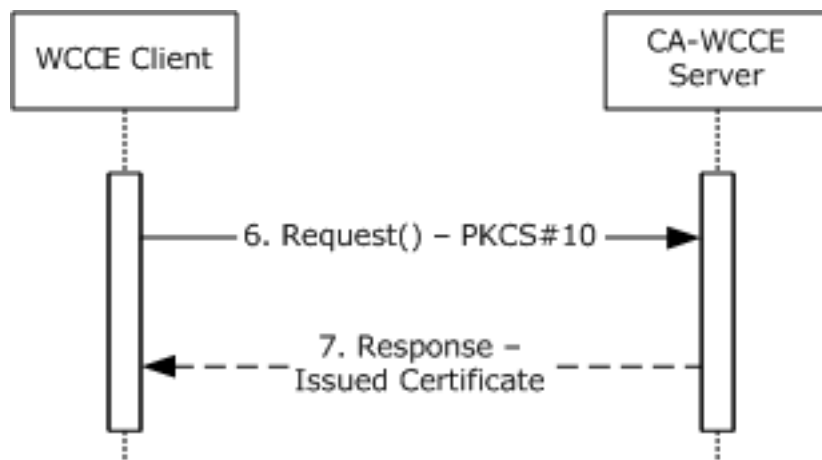 WCCE Client
CA-WCCE
Server
6. Request() – PKCS#10
7. Response –
Issued Certificate